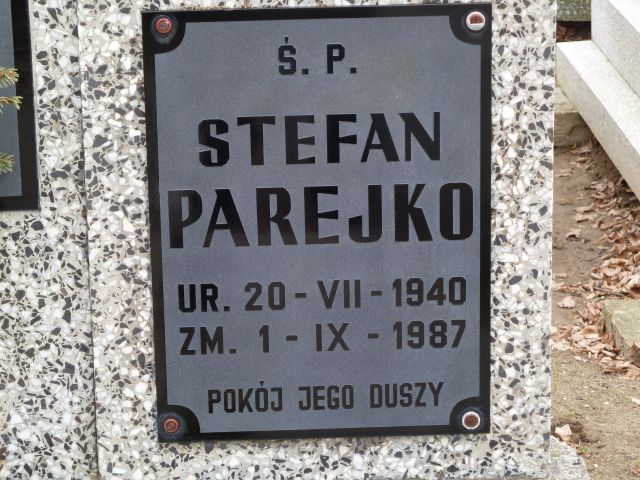 Ś. P.
STEFAN
PAREJKO
UR. 20 - VII - 1940
ZM. 1 - IX - 1987
POKÓJ JEGO DUSZY